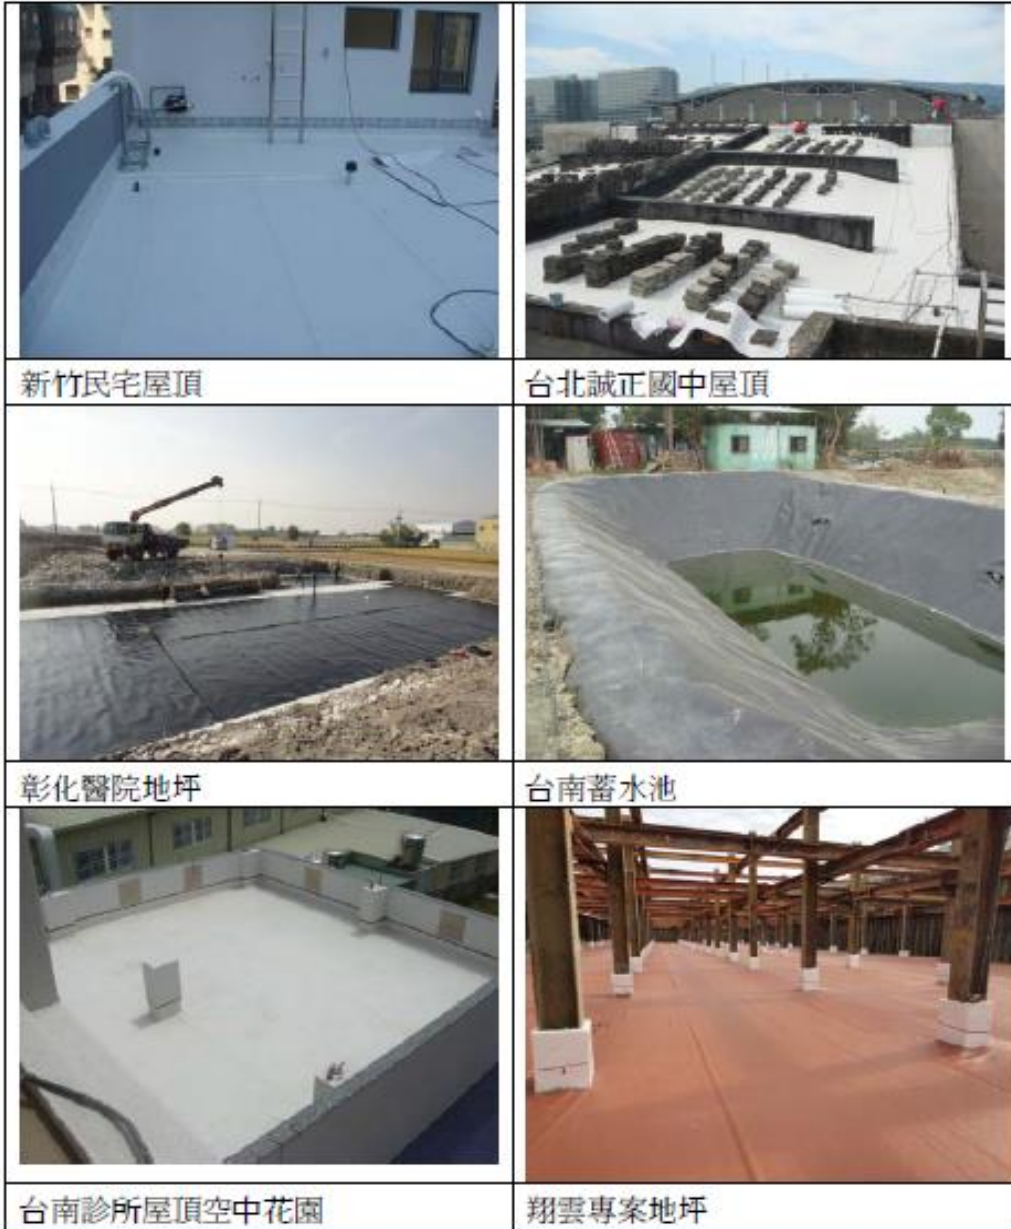 新竹民宅屋頂
台北誠正國中屋頂
彰化醫院地坪
台南蓄水池
台南診所屋頂空中花園
翔雲專案地坪